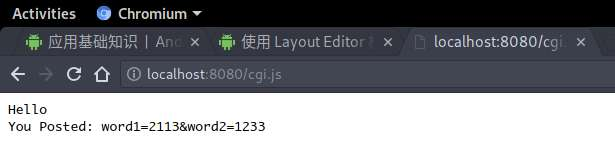 Activities
Chromium
应用基础知识 | And
使用 Layout Editor
localhost:8080/cgi.
localhost:8080/cgi.js
Hello
You Posted: word1=2113&word2=1233